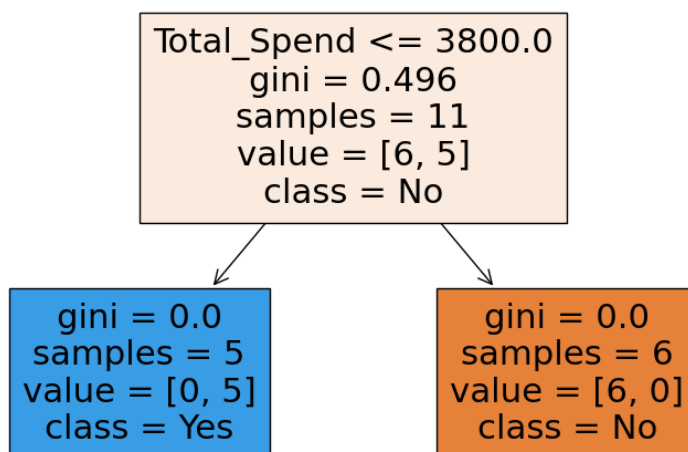 Total_Spend <= 3800.0
gini = 0.496
samples = 11
value = [6, 5]
class = No
gini = 0.0
samples = 5
value = [0, 5]
class = Yes
gini = 0.0
samples = 6
value = [6, 0]
class = No